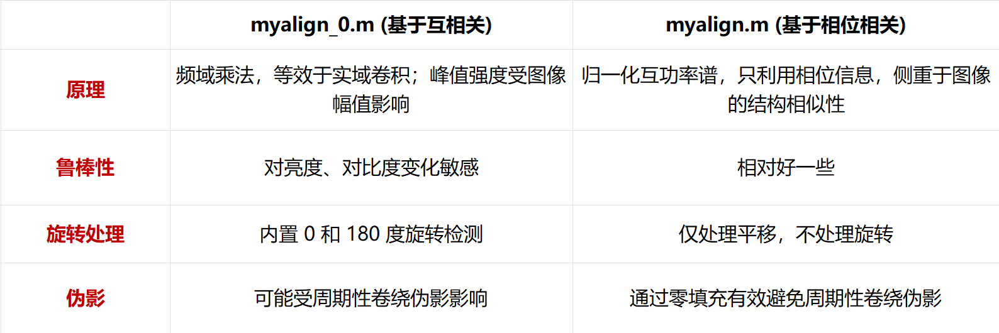 myalign_0.m (基于互相关)
myalign.m (基于相位相关)
原理
频域乘法，等效于实域卷积；峰值强度受图像
幅值影响
归一化互功率谱，只利用相位信息，侧重于图像
的结构相似性
鲁棒性
对亮度、对比度变化敏感
相对好一些
旋转处理
内置 0 和 180 度旋转检测
仅处理平移，不处理旋转
伪影
可能受周期性卷绕伪影影响
通过零填充有效避免周期性卷绕伪影